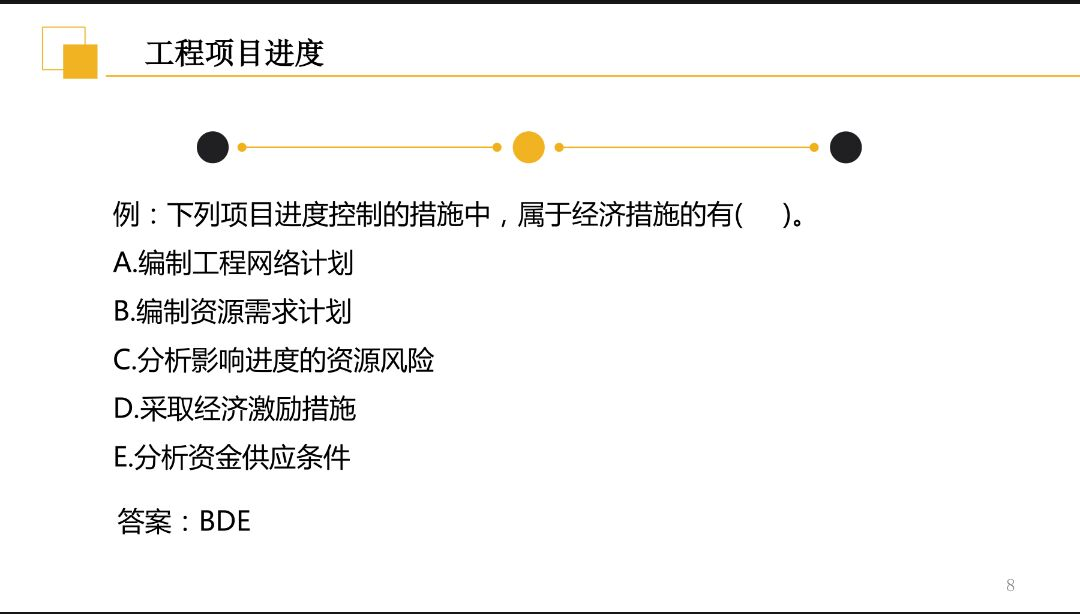 工程项目进度
例：下列项目进度控制的措施中，属于经济措施的有(     )。
A.编制工程网络计划
B.编制资源需求计划
C.分析影响进度的资源风险
D.采取经济激励措施
E.分析资金供应条件
答案：BDE
8